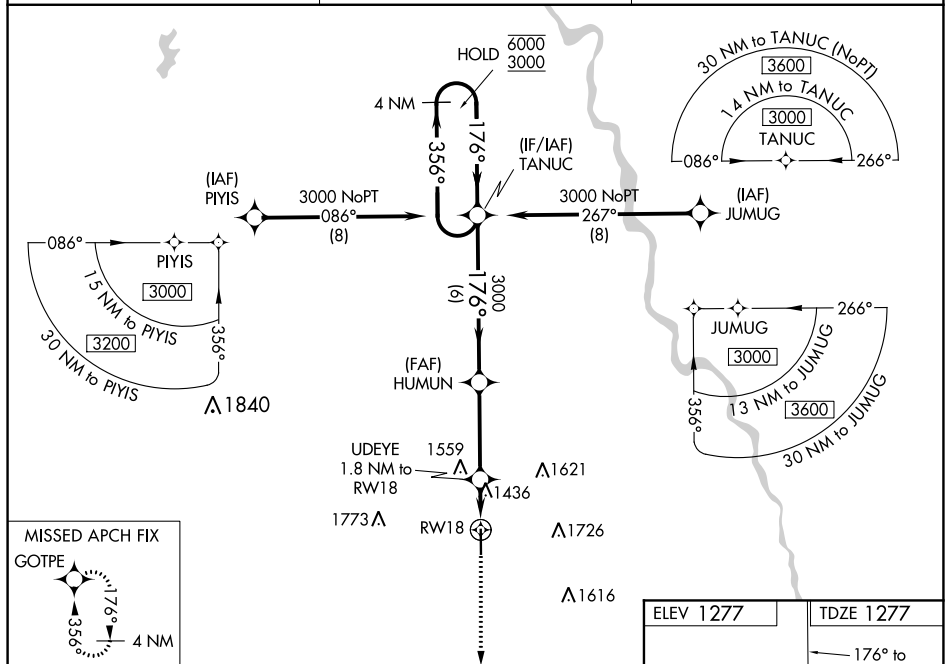 HOLD 6000
3000
4 NM
356°
176°
(IF/IAF)
TANUC
30 NM to TANUC (NoPT)
3600
14 NM to TANUC
3000
TANUC
086°
266°
(IAF)
PIYIS
3000 NoPT
086°
(8)
3000 NoPT
267°
(8)
(IAF)
JUMUG
086°
PIYIS
3000
15 NM to PIYIS
3200
30 NM to PIYIS
356°
3000
176°
(6)
266°
JUMUG
3000
13 NM to JUMUG
3600
30 NM to JUMUG
356°
(FAF)
HUMUN
1840
UDEYE
1.8 NM to
RW18
1559
1621
1436
1773
RW18
1726
1616
MISSED APCH FIX
GOTPE
176°
356°
4 NM
ELEV 1277
TDZE 1277
176° to